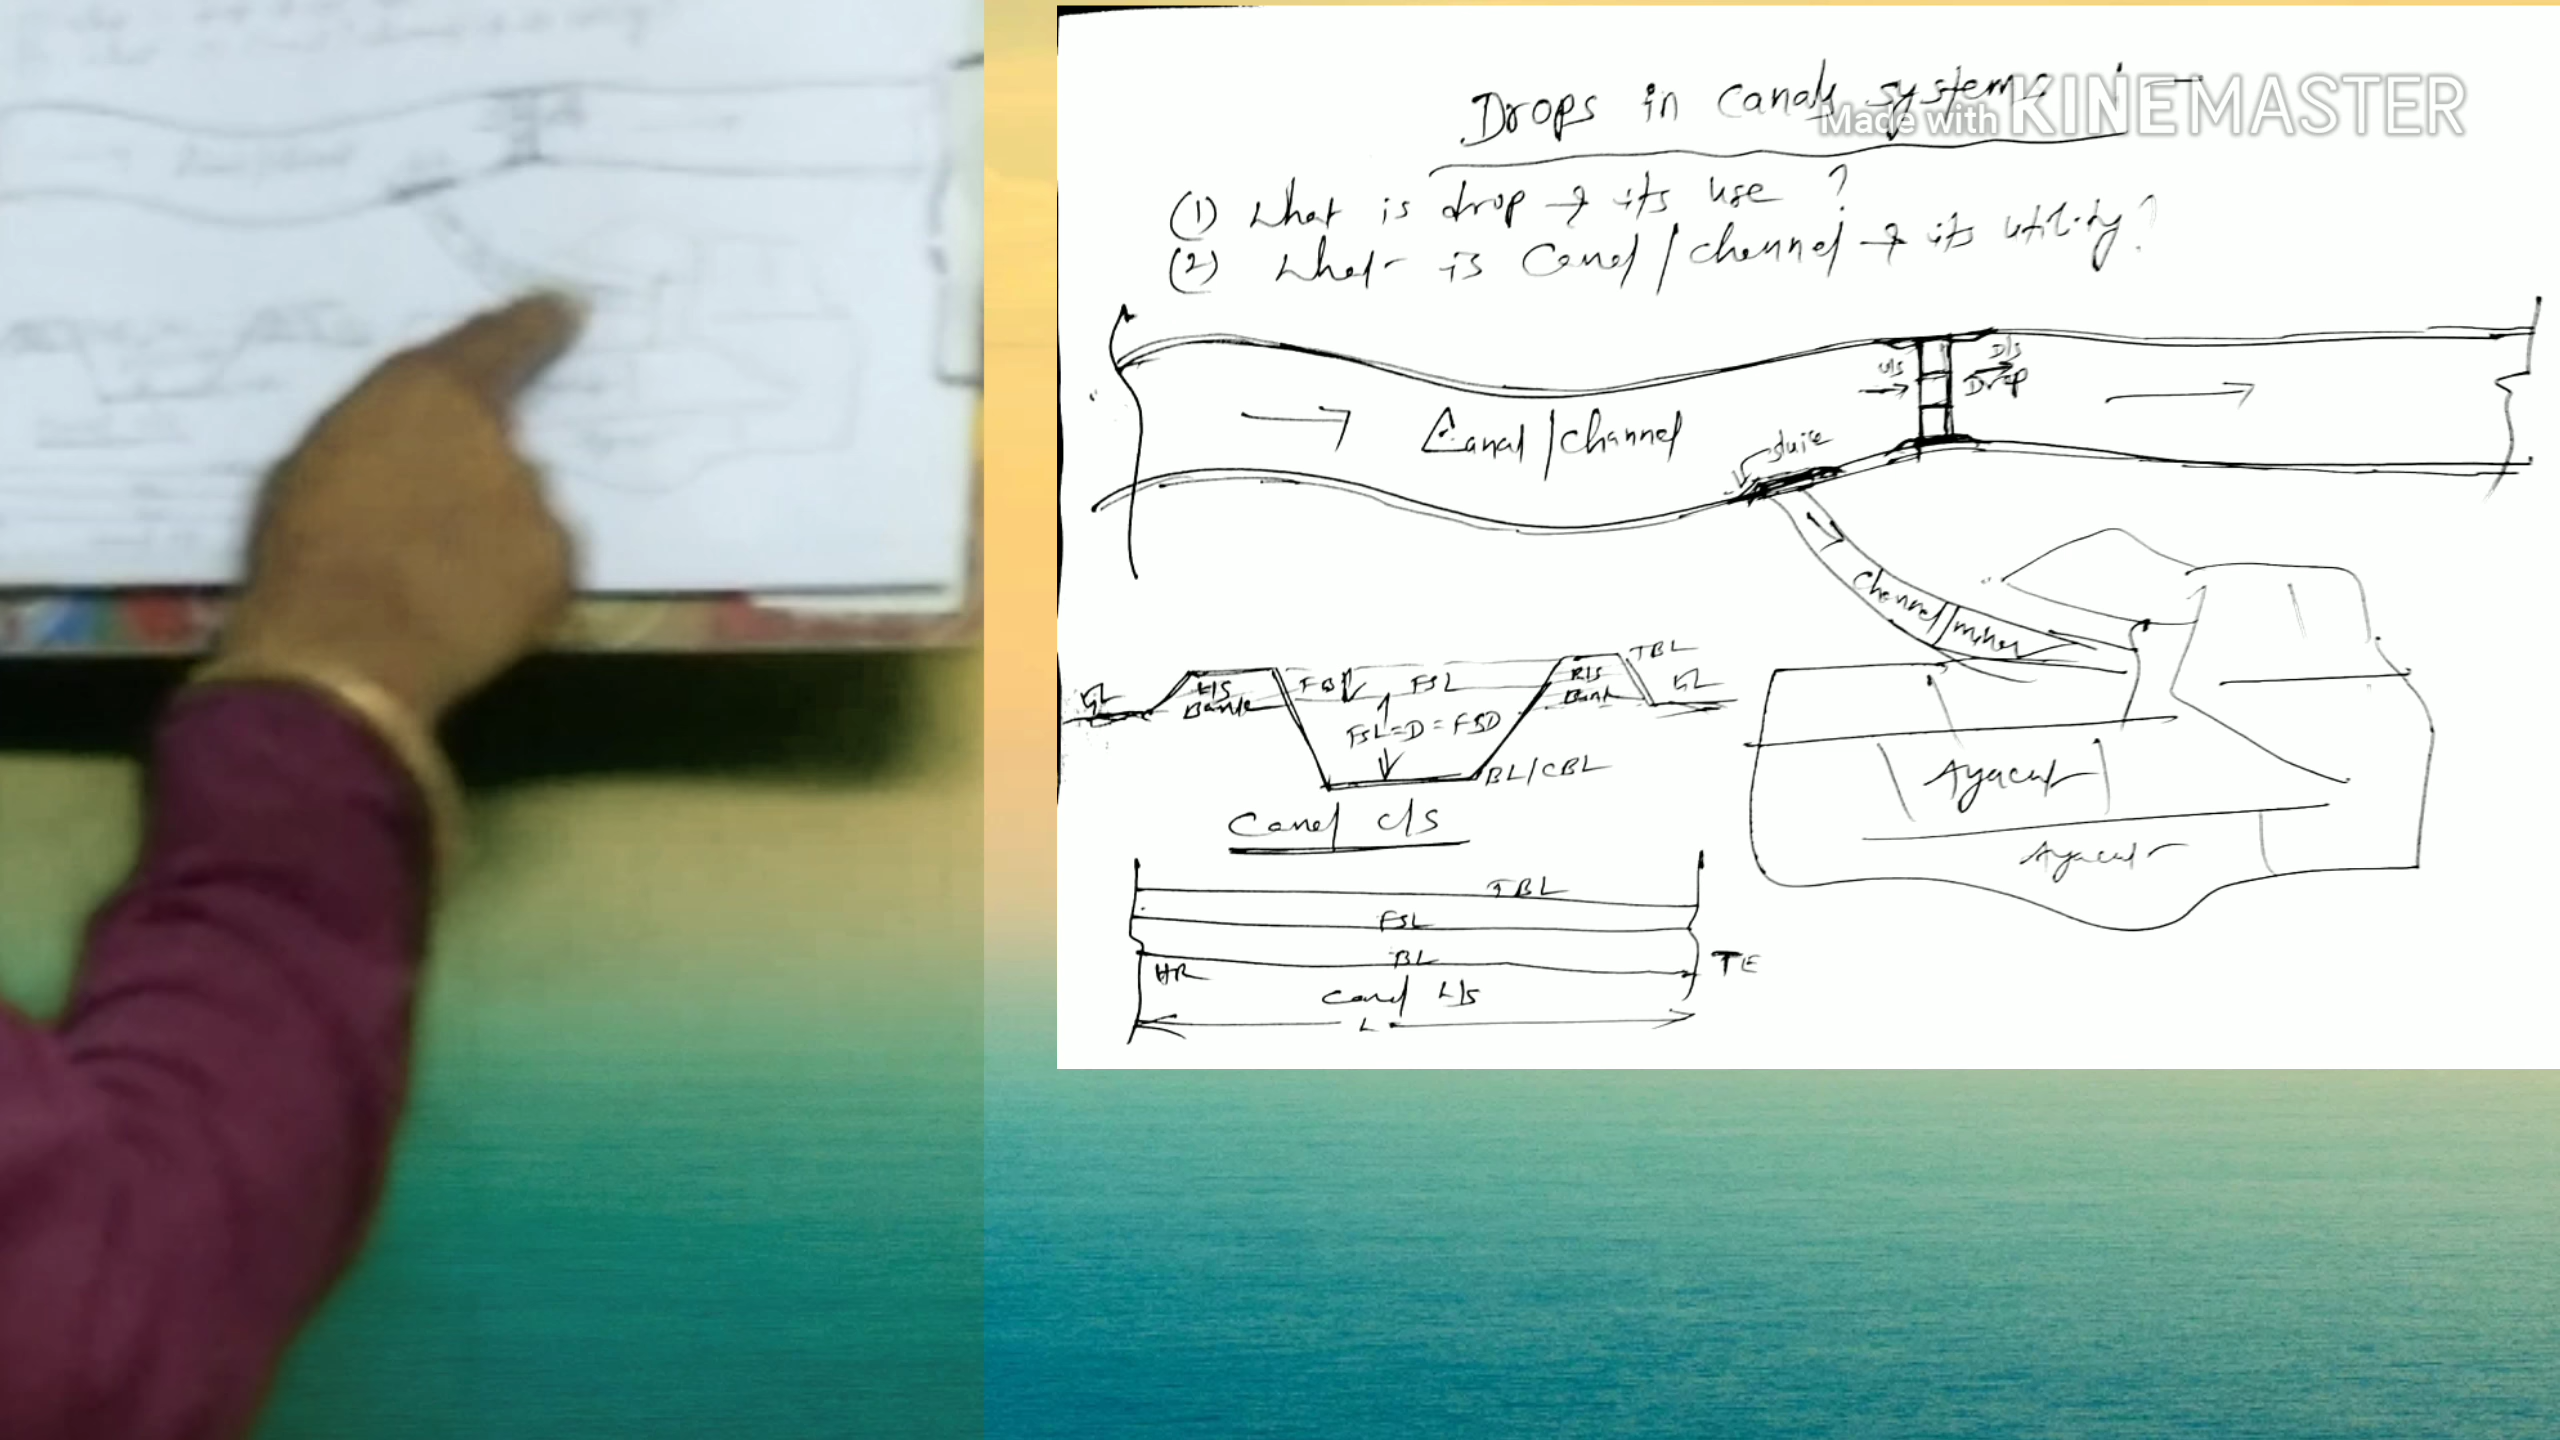 Drops in canals systems :-
Made with KINEMASTER
(1) What is drop & its use ?
(2) What is Canal / channel & its utility ?
U/S
D/S
Drop
Canal / channel
sluice
channel / minor
GL
L/S
Bank
FB
FSL
R/S
Bank
TBL
GL
FSL = D = FSD
BL / CBL
Canal C/S
Ayacut
Ayacut
TBL
FSL
BL
HR
TE
Canal L/S
L